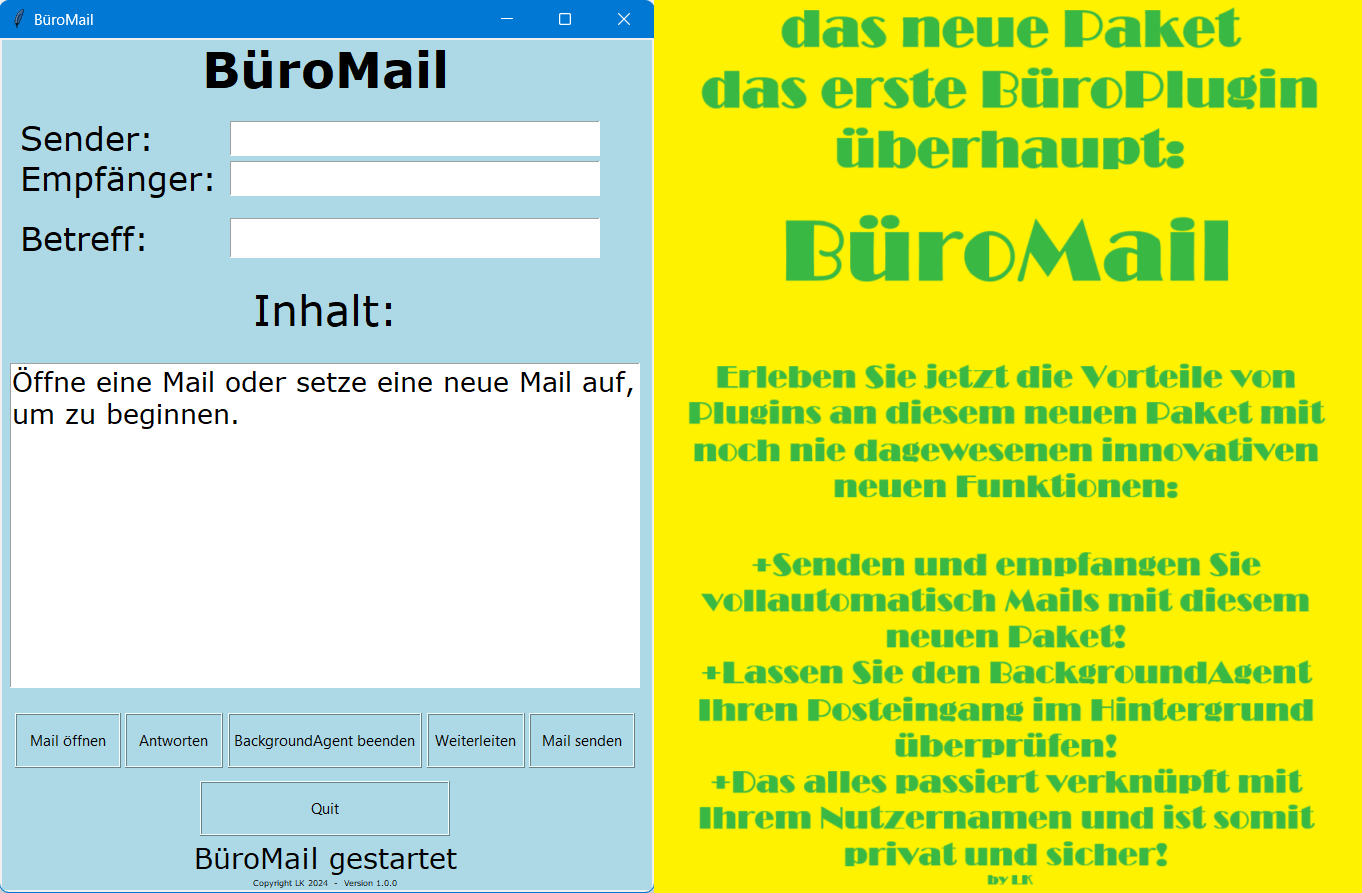 BüroMail
BüroMail
Sender:
Empfänger:
Betreff:
Inhalt:
Öffne eine Mail oder setze eine neue Mail auf,
um zu beginnen.
Mail öffnen
Antworten
BackgroundAgent beenden
Weiterleiten
Mail senden
Quit
BüroMail gestartet
Copyright LK 2024 - Version 1.0.0
das neue Paket
das erste BüroPlugin
überhaupt:
BüroMail
Erleben Sie jetzt die Vorteile von
Plugins an diesem neuen Paket mit
noch nie dagewesenen innovativen
neuen Funktionen:
+Senden und empfangen Sie
vollautomatisch Mails mit diesem
neuen Paket!
+Lassen Sie den BackgroundAgent
Ihren Posteingang im Hintergrund
überprüfen!
+Das alles passiert verknüpft mit
Ihrem Nutzernamen und ist somit
privat und sicher!
by LK